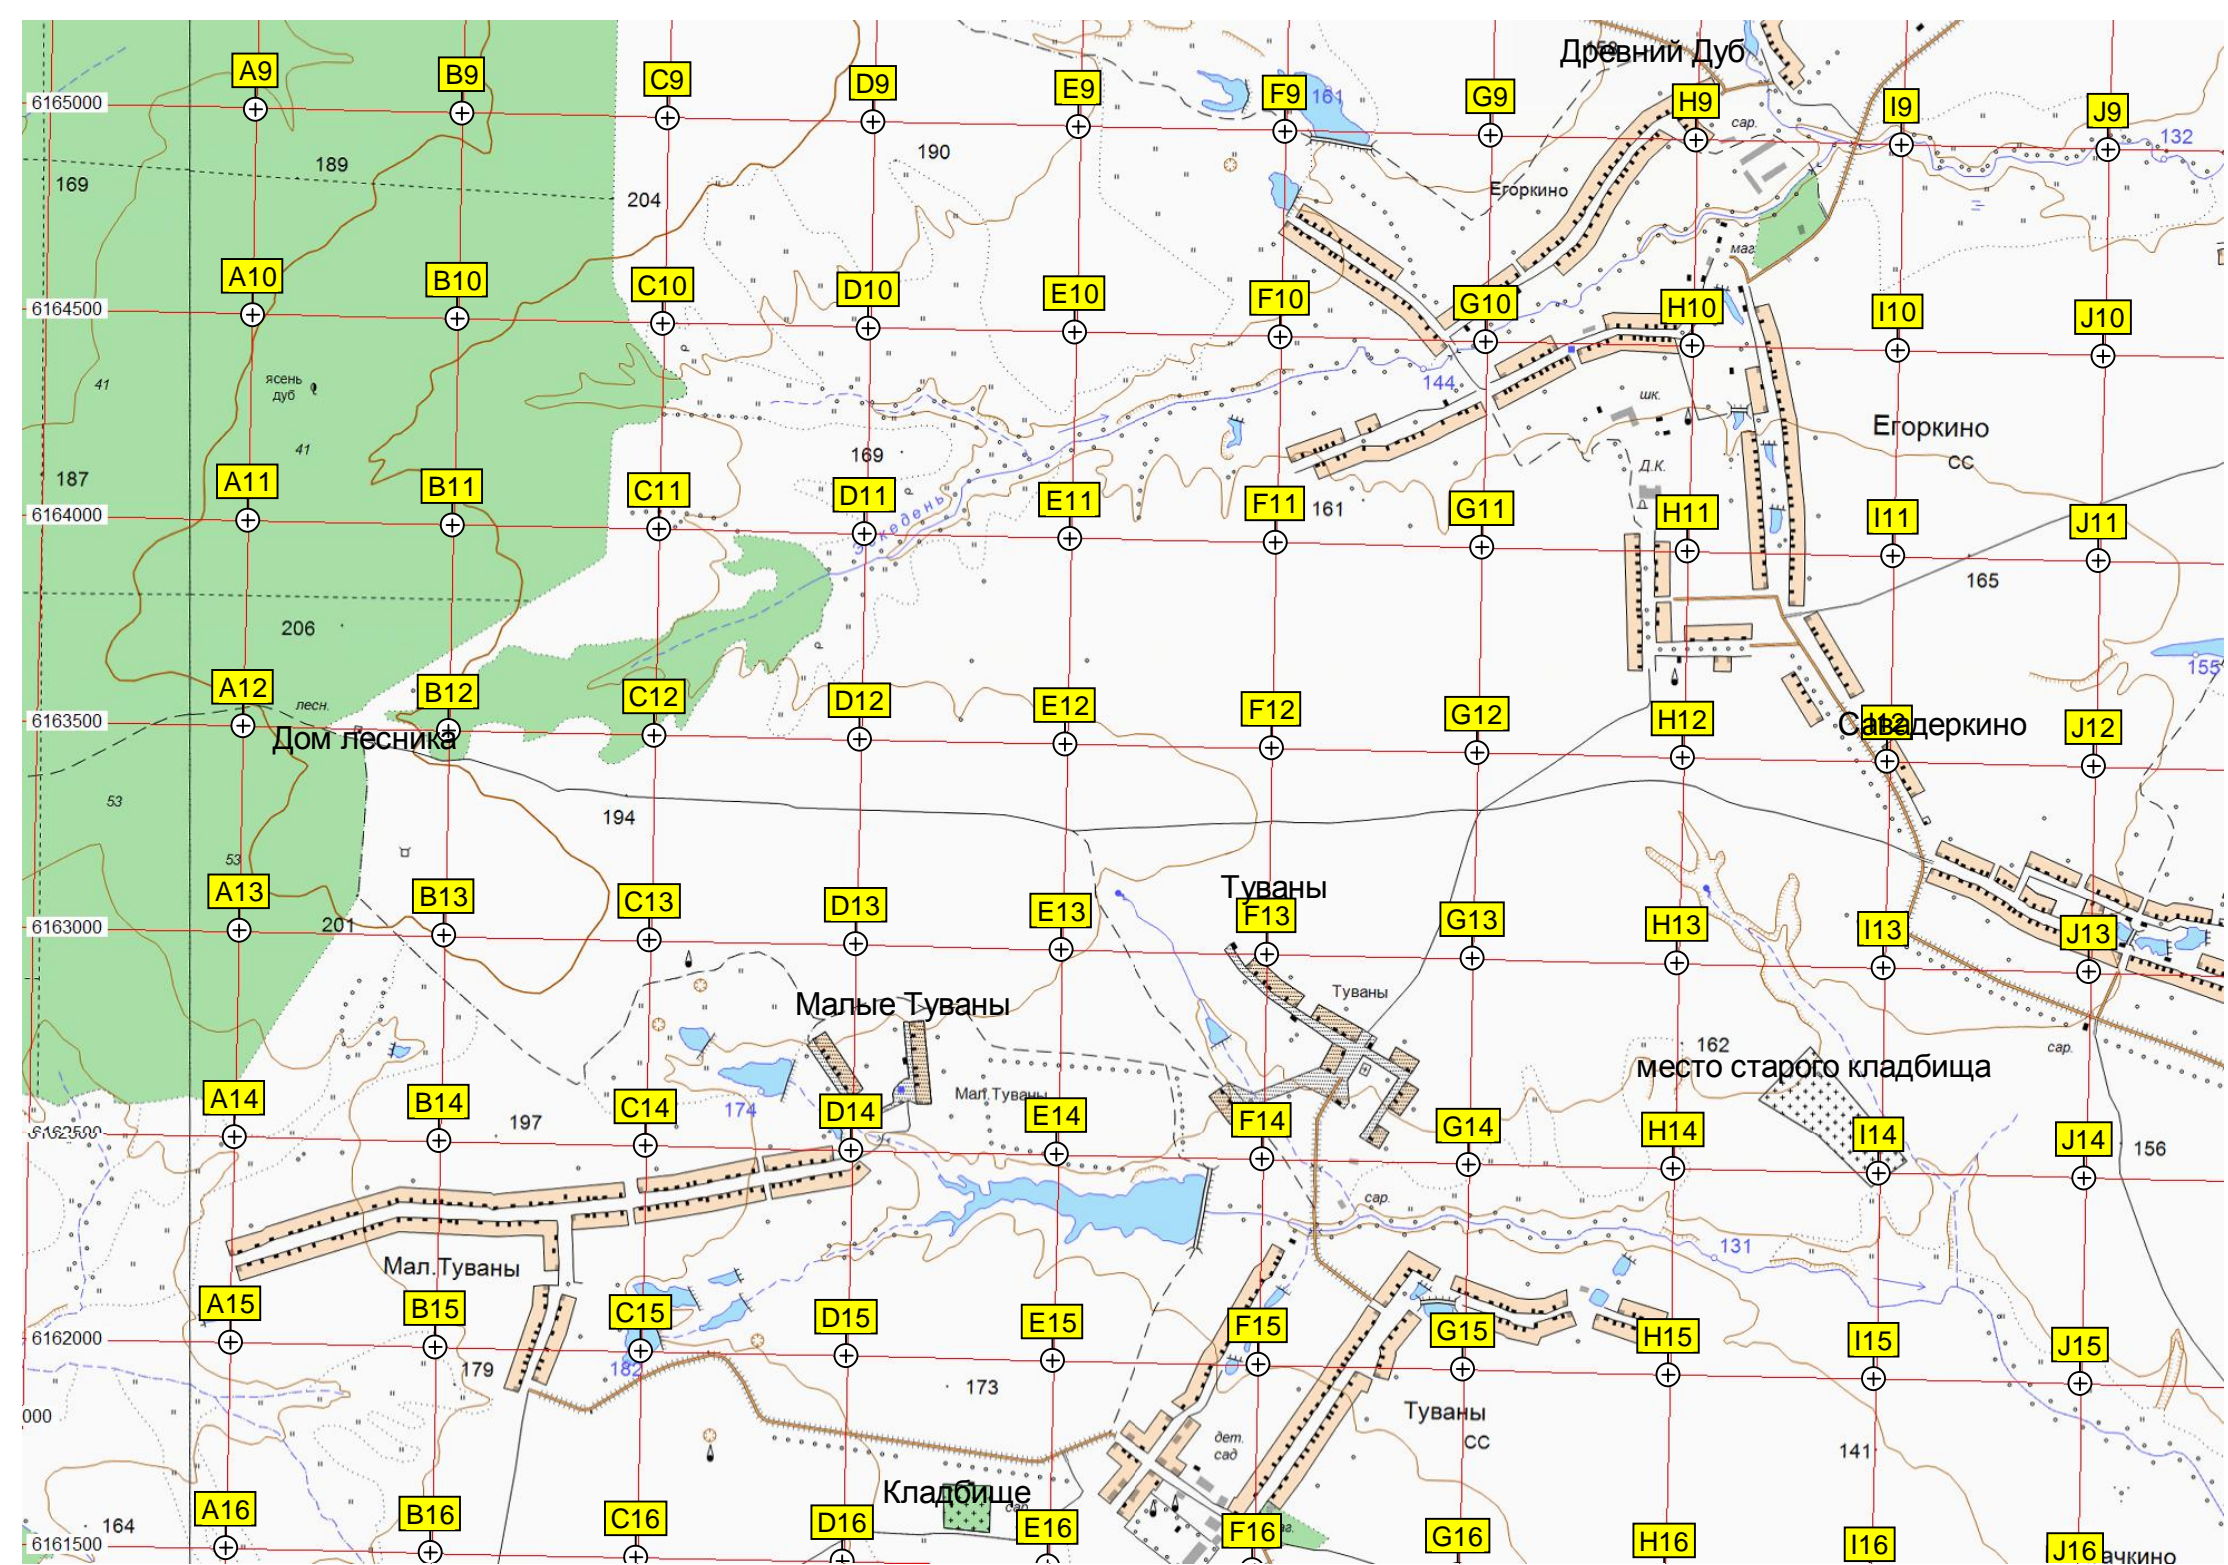 Древний Дуб
A9 B9 C9 D9 E9 F9 161 G9 H9 I9 J9
6165000
сар.
132
189 190
169 204 Егоркино
маг.
A10 B10 C10 D10 E10 F10 G10 H10 I10 J10
6164500
144
41 ясень
дуб
шк.
Егоркино
СС
41 169 Д.К.
187
A11 B11 C11 D11 E11 F11 161 G11 H11 I11 J11
6164000
165
206
155
A12 B12 C12 D12 E12 F12 G12 H12 I12 J12
лесн.
6163500
Дом лесника
Савадеркино
53 194
53
Туваны
A13 B13 C13 D13 E13 F13 G13 H13 I13 J13
6163000
201
Туваны
Малые Туваны
162 сар.
место старого кладбища
Мал.Туваны
A14 B14 C14 174 D14 E14 F14 G14 H14 I14 J14
6162500
197 156
сар.
131
Мал.Туваны
A15 B15 C15 D15 E15 F15 G15 H15 I15 J15
6162000
179 182 173
000
Туваны
СС
дет.
сад
141
Кладбище
сар.
A16 B16 C16 D16 E16 F16 G16 H16 I16 J16
164
6161500
ачкино